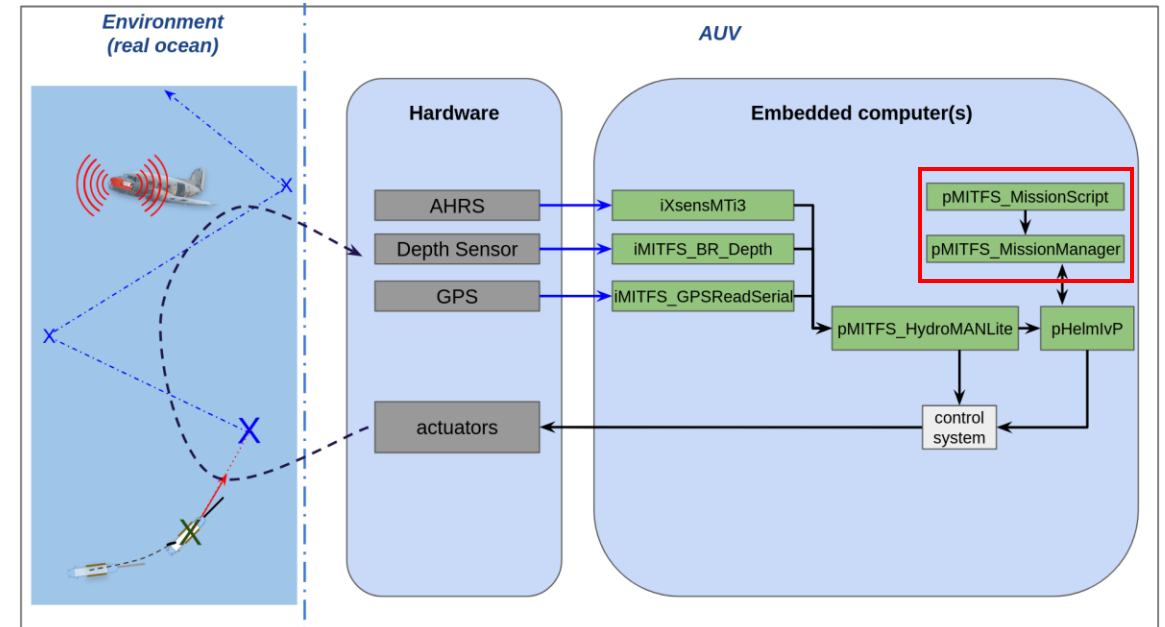 Environment
(real ocean)
AUV
Hardware
Embedded computer(s)
AHRS
iXsensMTi3
pMITFS_MissionScript
Depth Sensor
iMITFS_BR_Depth
pMITFS_MissionManager
GPS
iMITFS_GPSReadSerial
pMITFS_HydroMANLite
pHelmIvP
actuators
control
system
X
X
X
X